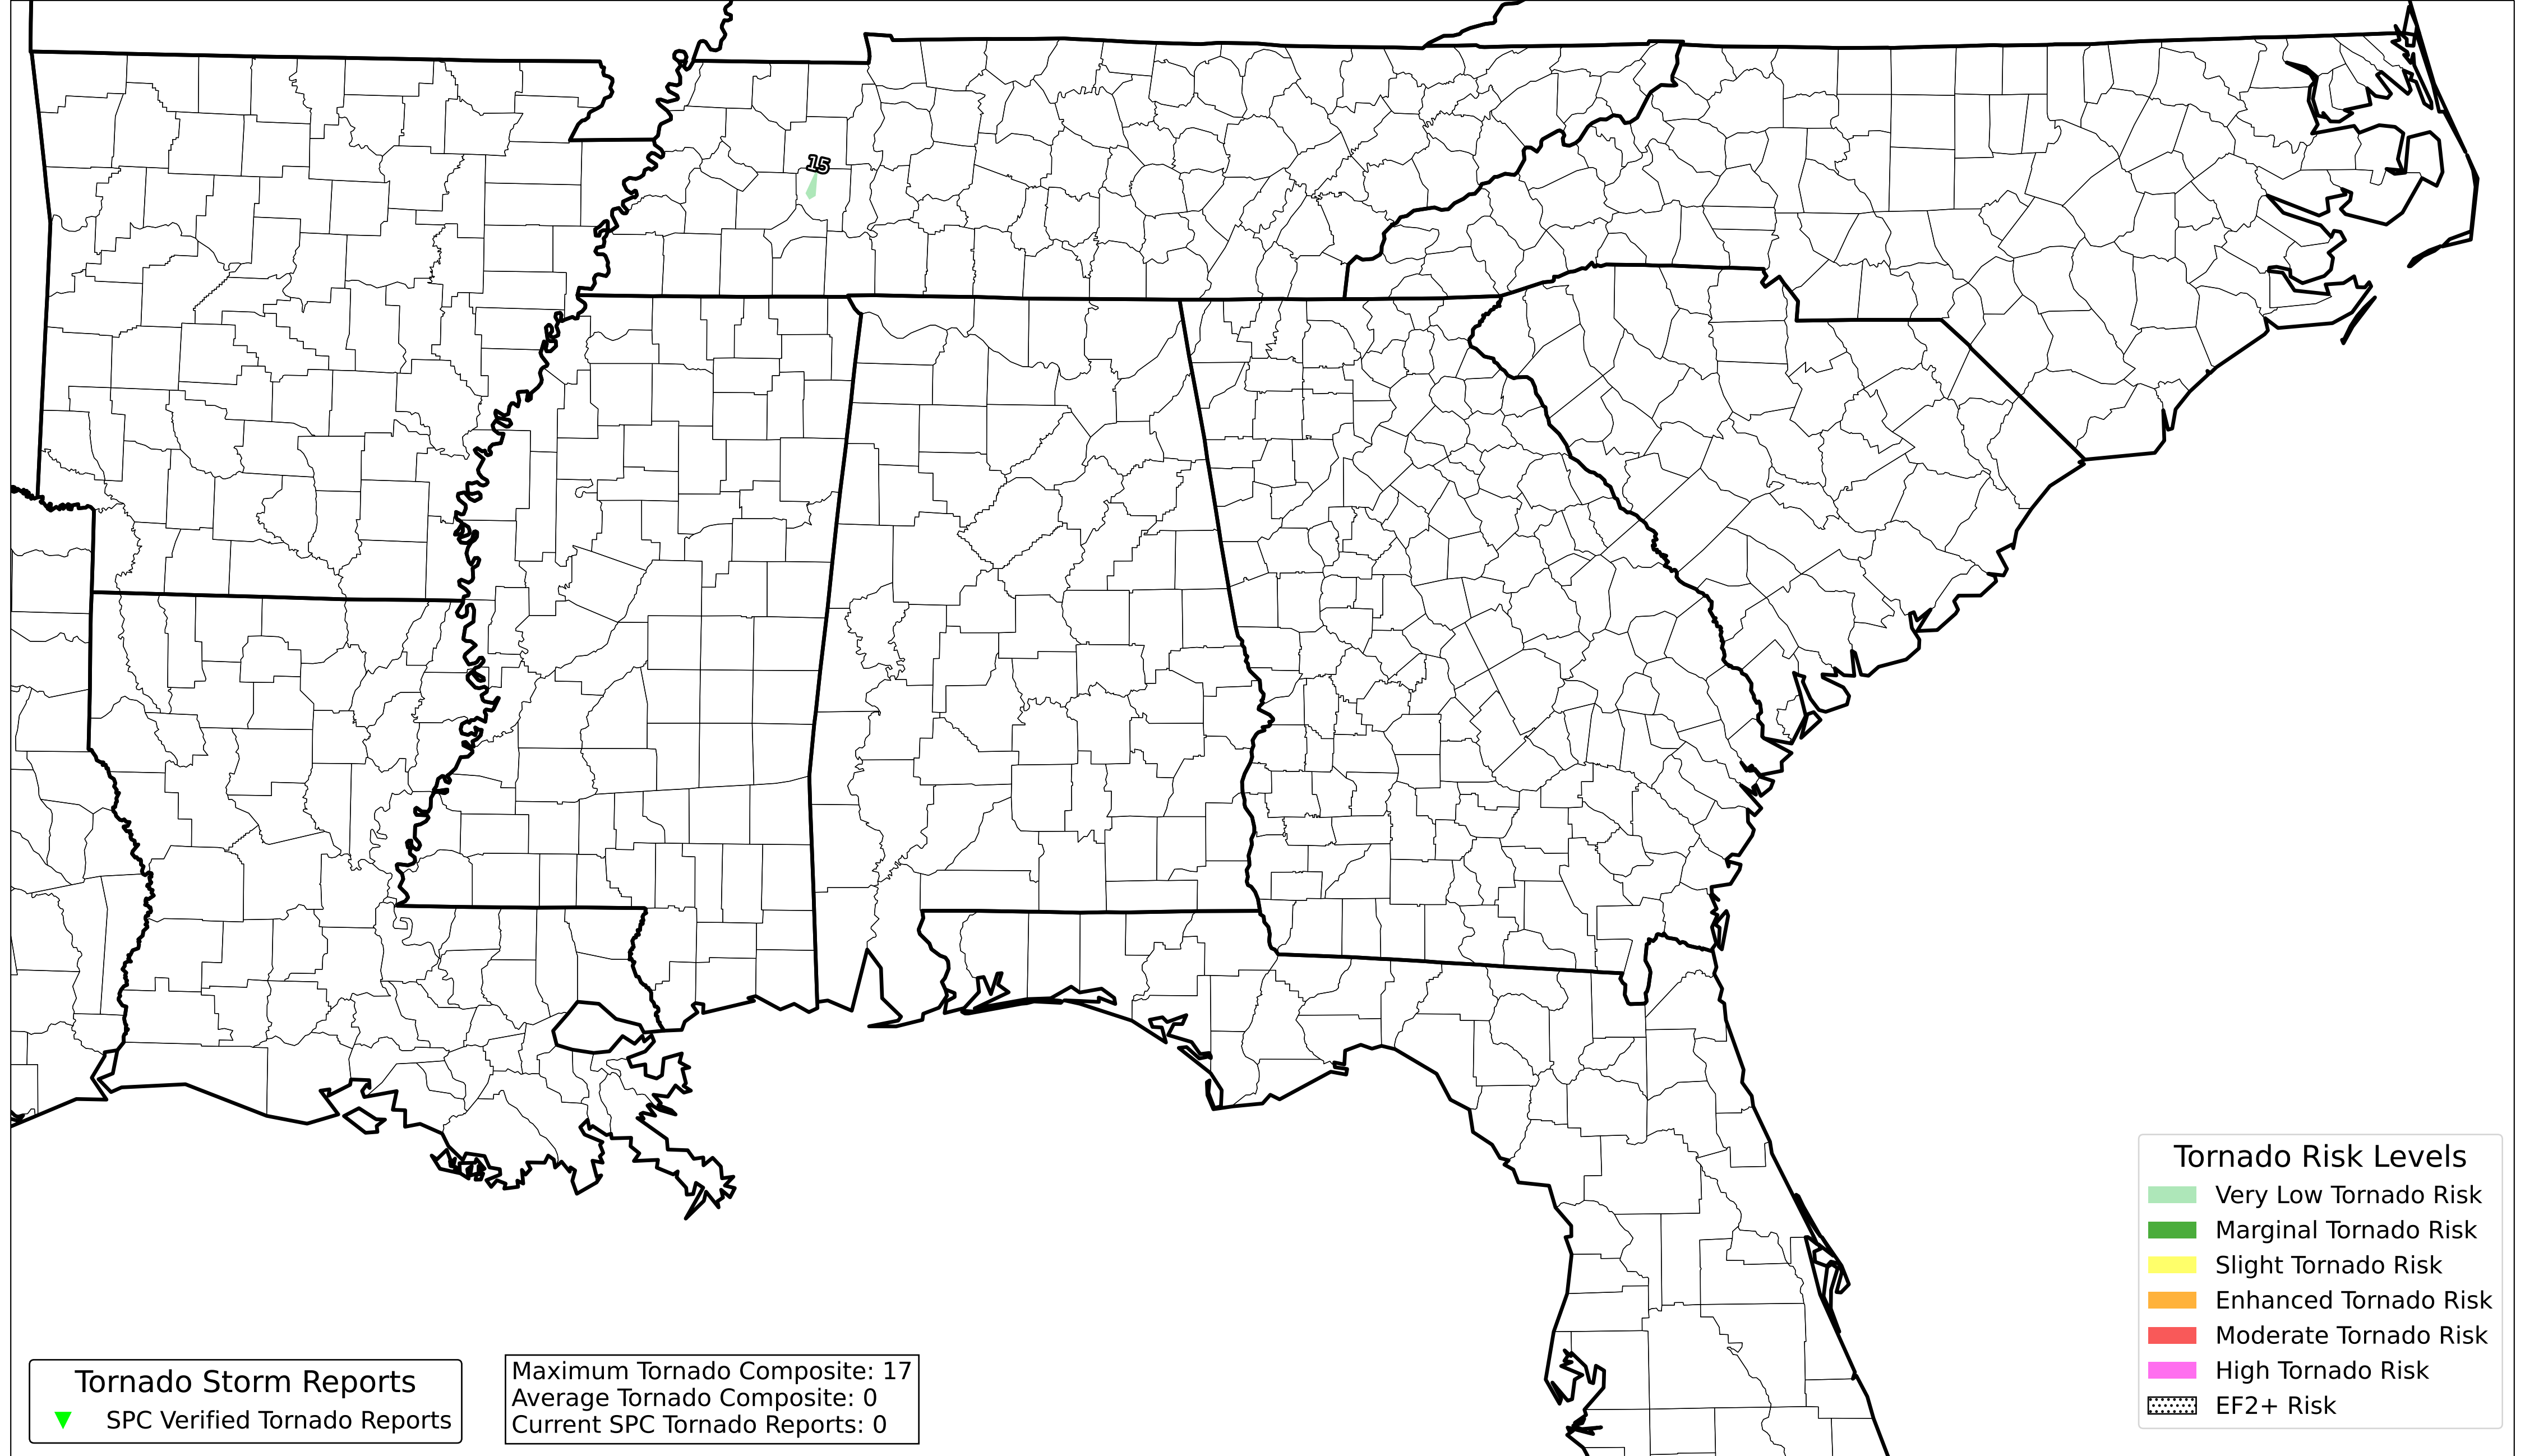 15
Tornado Risk Levels
Very Low Tornado Risk
Marginal Tornado Risk
Slight Tornado Risk
Enhanced Tornado Risk
Moderate Tornado Risk
High Tornado Risk
EF2+ Risk
Tornado Storm Reports
SPC Verified Tornado Reports
Maximum Tornado Composite: 17
Average Tornado Composite: 0
Current SPC Tornado Reports: 0